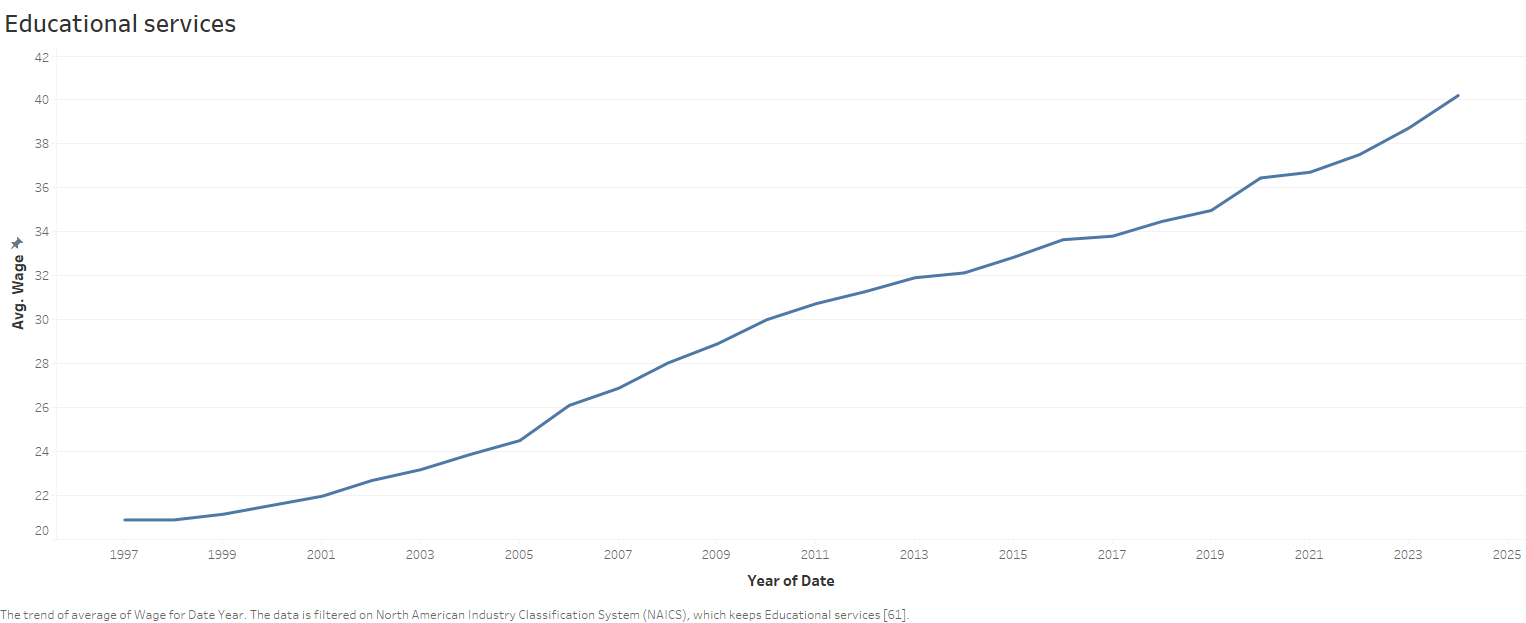 Educational services
42
40
38
36
34
32
30
28
26
24
22
20
Avg. Wage
1997 1999 2001 2003 2005 2007 2009 2011 2013 2015 2017 2019 2021 2023 2025
Year of Date
The trend of average of Wage for Date Year. The data is filtered on North American Industry Classification System (NAICS), which keeps Educational services [61].